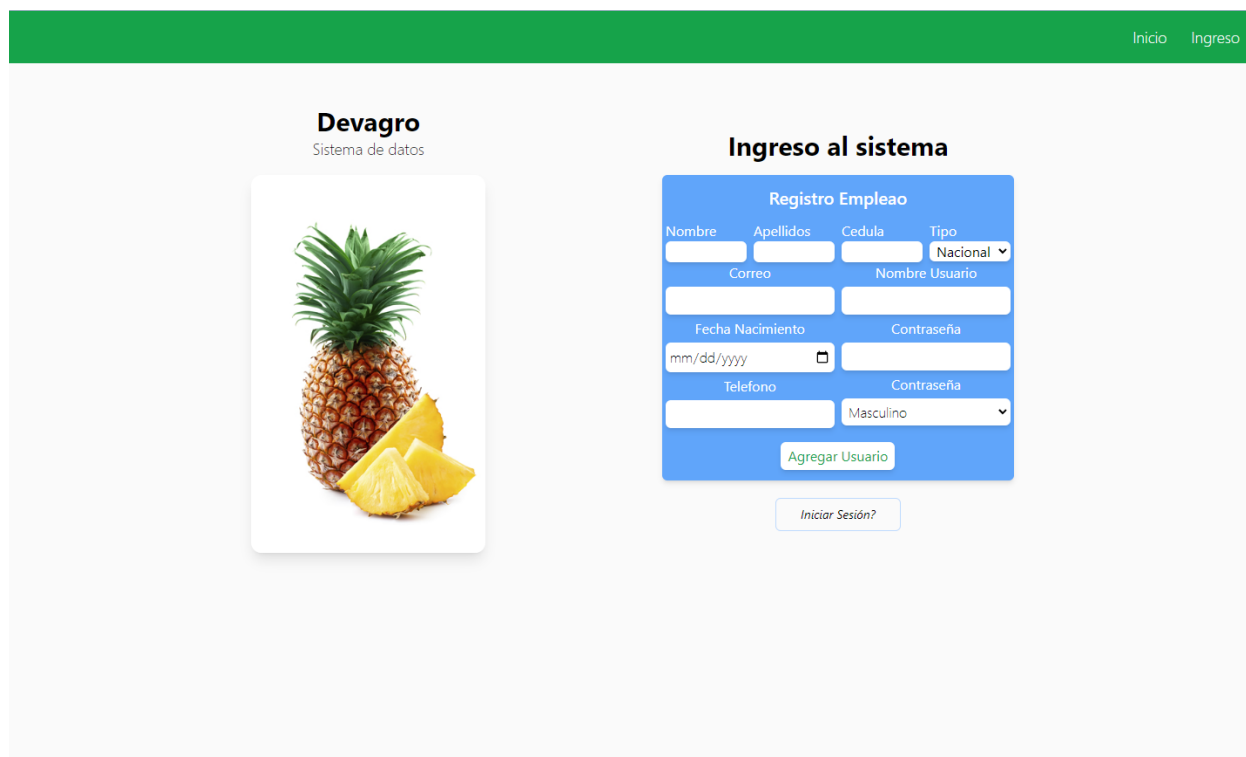 Inicio Ingreso
Devagro
Sistema de datos
Ingreso al sistema
Registro Empleao
Nombre Apellidos Cedula Tipo
Nacional
Correo Nombre Usuario
Fecha Nacimiento Contraseña
mm/dd/yyyy
Telefono Contraseña
Masculino
Agregar Usuario
Iniciar Sesión?